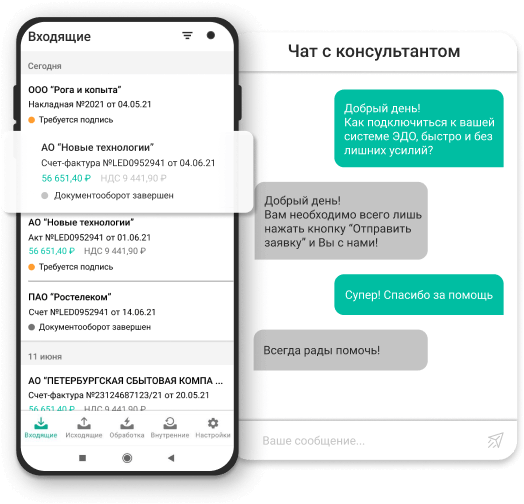 Входящие
Сегодня
ООО “Рога и копыта”
Накладная №2021 от 04.05.21
Требуется подпись
АО “Новые технологии”
Счет-фактура №LED0952941 от 04.06.21
56 651,40 ₽ НДС 9 441,90 ₽
Документооборот завершен
АО “Новые технологии”
Акт №LED0952941 от 01.06.21
56 651,40 ₽ НДС 9 441,90 ₽
Требуется подпись
ПАО “Ростелеком”
Счет №LED0952941 от 14.06.21
Документооборот завершен
11 июня
АО “ПЕТЕРБУРГСКАЯ СБЫТОВАЯ КОМПА ...
Счет-фактура №23124687123/21 от 20.05.21
56 651,40 ₽ НДС 9 441,90 ₽
Входящие Исходящие Обработка Внутренние Настройки
Чат с консультантом
Добрый день!
Как подключиться к вашей
системе ЭДО, быстро и без
лишних усилий?
Добрый день!
Вам необходимо всего лишь
нажать кнопку “Отправить
заявку” и Вы с нами!
Супер! Спасибо за помощь
Всегда рады помочь!
Ваше сообщение...